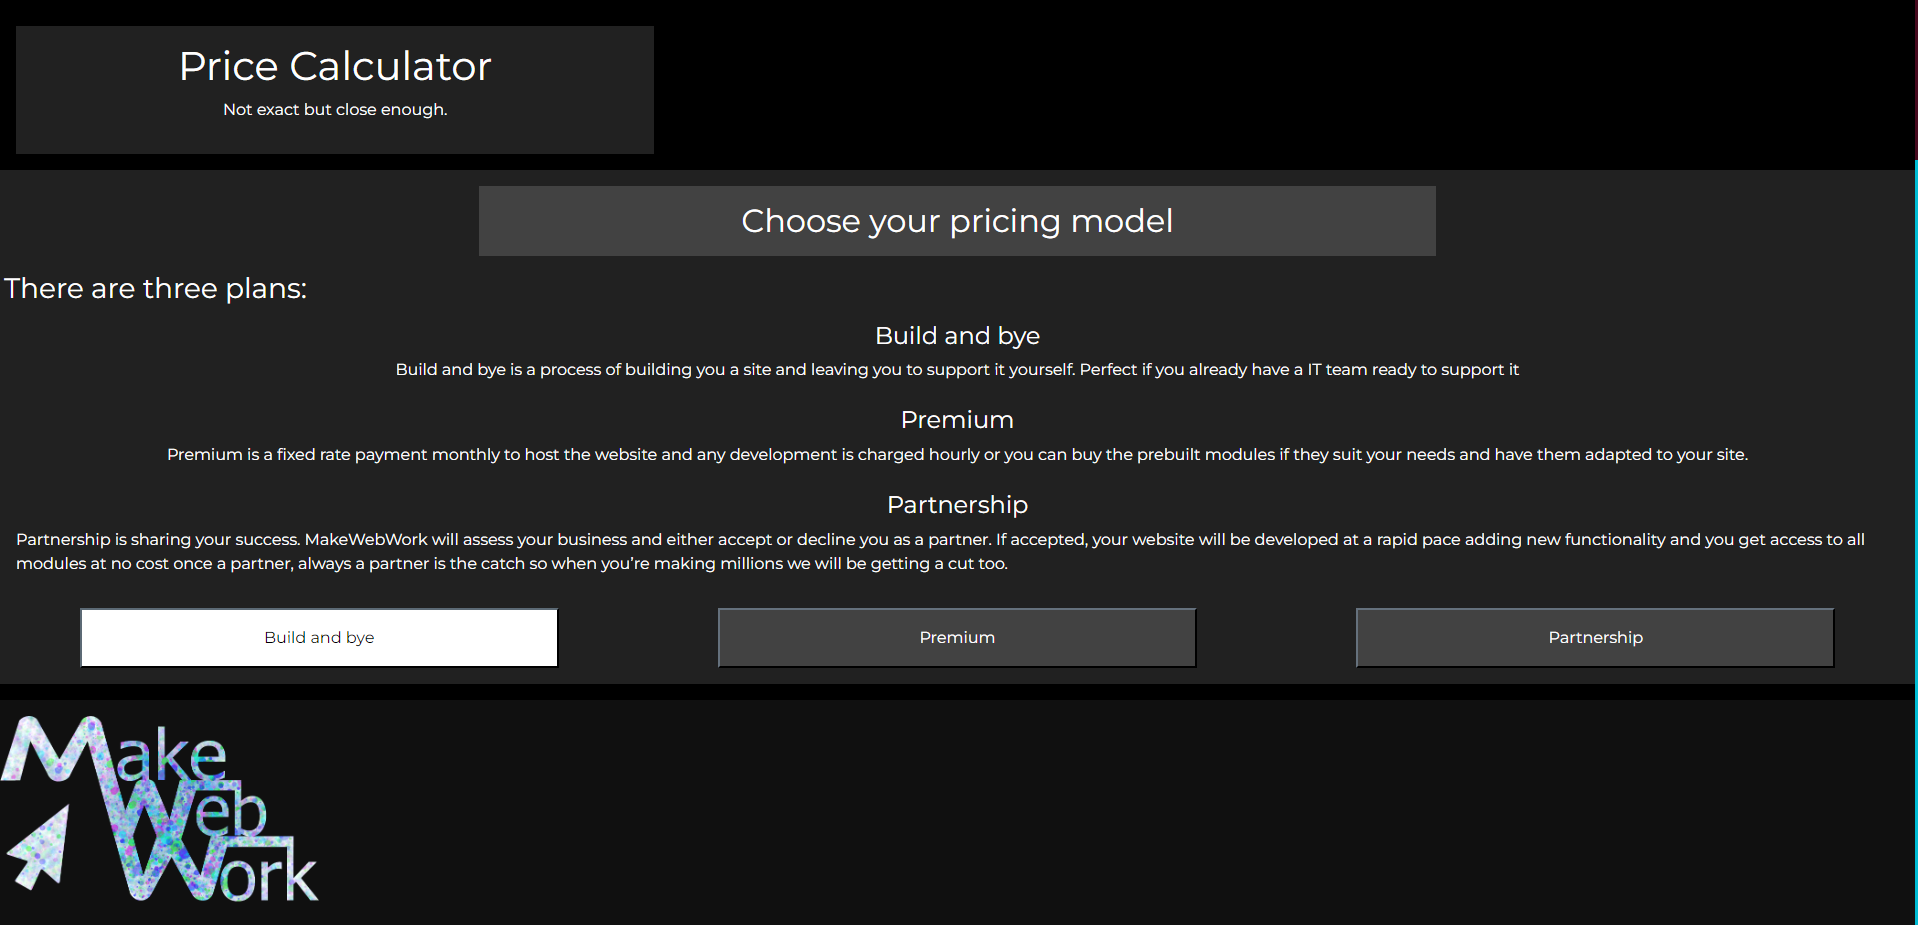 Price Calculator
Not exact but close enough.
Choose your pricing model
There are three plans:
Build and bye
Build and bye is a process of building you a site and leaving you to support it yourself. Perfect if you already have a IT team ready to support it
Premium
Premium is a fixed rate payment monthly to host the website and any development is charged hourly or you can buy the prebuilt modules if they suit your needs and have them adapted to your site.
Partnership
Partnership is sharing your success. MakeWebWork will assess your business and either accept or decline you as a partner. If accepted, your website will be developed at a rapid pace adding new functionality and you get access to all
modules at no cost once a partner, always a partner is the catch so when you're making millions we will be getting a cut too.
Build and bye
Premium
Partnership
Make
Web
Work